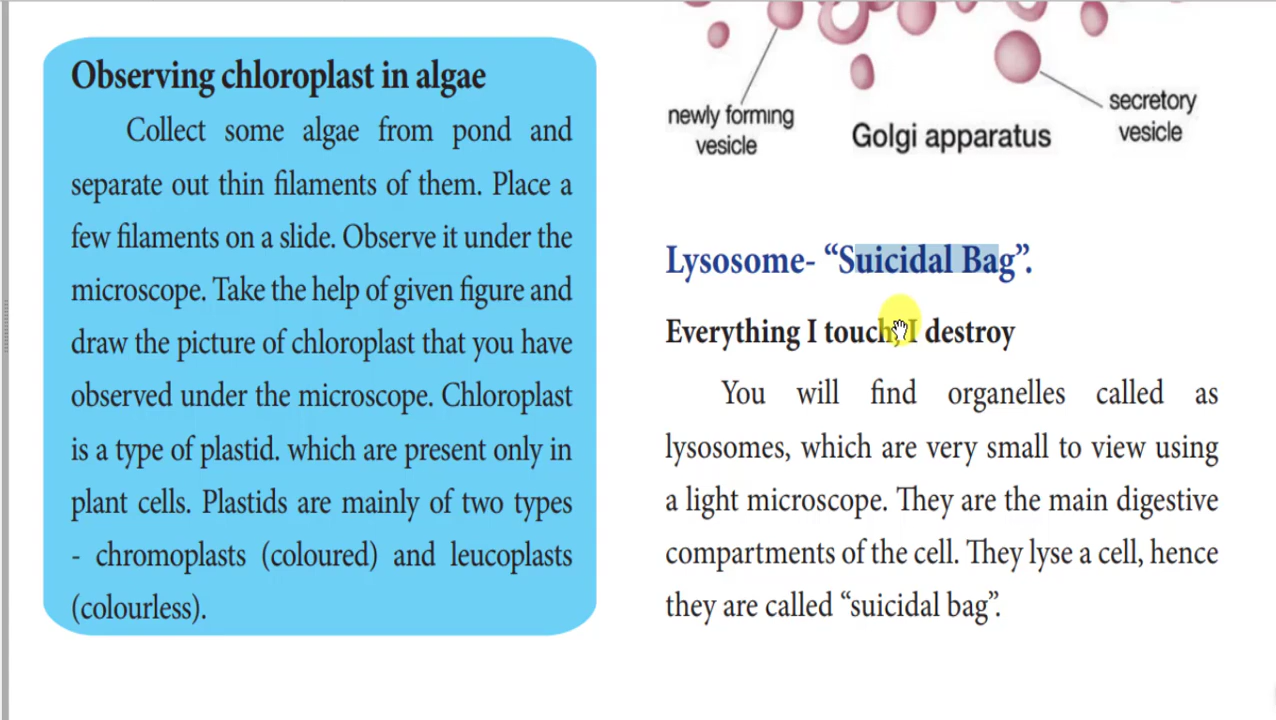 Observing chloroplast in algae
Collect some algae from pond and
separate out thin filaments of them. Place a
few filaments on a slide. Observe it under the
microscope. Take the help of given figure and
draw the picture of chloroplast that you have
observed under the microscope. Chloroplast
is a type of plastid. which are present only in
plant cells. Plastids are mainly of two types
- chromoplasts (coloured) and leucoplasts
(colourless).
newly forming
vesicle
Golgi apparatus
secretory
vesicle
Lysosome- “Suicidal Bag”.
Everything I touch, I destroy
You will find organelles called as
lysosomes, which are very small to view using
a light microscope. They are the main digestive
compartments of the cell. They lyse a cell, hence
they are called “suicidal bag”.